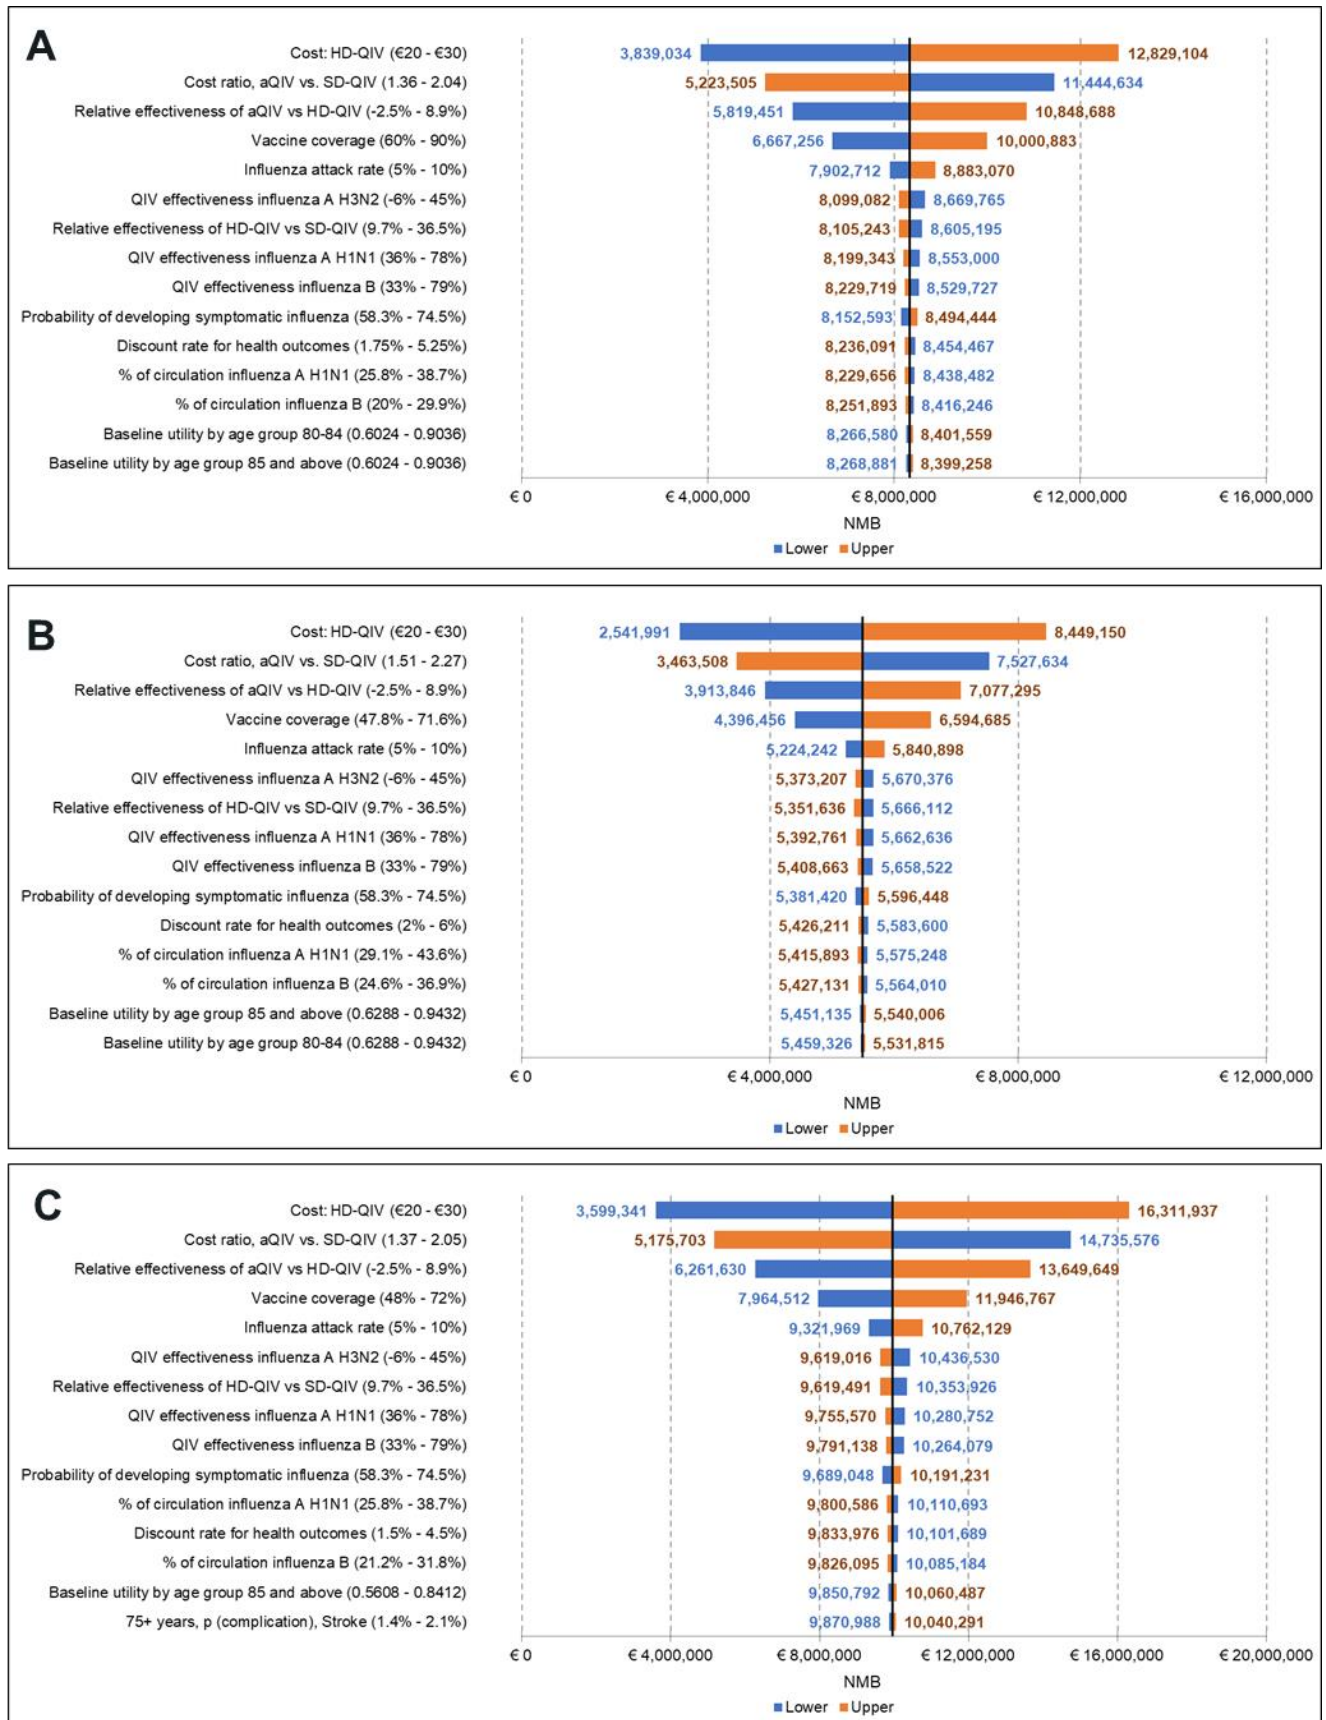 A
Cost: HD-QIV (€20 - €30) 3,839,034 12,829,104
Cost ratio, aQIV vs. SD-QIV (1.36 - 2.04) 5,223,505 11,444,634
Relative effectiveness of aQIV vs HD-QIV (-2.5% - 8.9%) 5,819,451 10,848,688
Vaccine coverage (60% - 90%) 6,667,256 10,000,883
Influenza attack rate (5% - 10%) 7,902,712 8,883,070
QIV effectiveness influenza A H3N2 (-6% - 45%) 8,099,082 8,669,765
Relative effectiveness of HD-QIV vs SD-QIV (9.7% - 36.5%) 8,105,243 8,605,195
QIV effectiveness influenza A H1N1 (36% - 78%) 8,199,343 8,553,000
QIV effectiveness influenza B (33% - 79%) 8,229,719 8,529,727
Probability of developing symptomatic influenza (58.3% - 74.5%) 8,152,593 8,494,444
Discount rate for health outcomes (1.75% - 5.25%) 8,236,091 8,454,467
% of circulation influenza A H1N1 (25.8% - 38.7%) 8,229,656 8,438,482
% of circulation influenza B (20% - 29.9%) 8,251,893 8,416,246
Baseline utility by age group 80-84 (0.6024 - 0.9036) 8,266,580 8,401,559
Baseline utility by age group 85 and above (0.6024 - 0.9036) 8,268,881 8,399,258
€ 0 € 4,000,000 € 8,000,000 € 12,000,000 € 16,000,000
NMB
Lower Upper
B
Cost: HD-QIV (€20 - €30) 2,541,991 8,449,150
Cost ratio, aQIV vs. SD-QIV (1.51 - 2.27) 3,463,508 7,527,634
Relative effectiveness of aQIV vs HD-QIV (-2.5% - 8.9%) 3,913,846 7,077,295
Vaccine coverage (47.8% - 71.6%) 4,396,456 6,594,685
Influenza attack rate (5% - 10%) 5,224,242 5,840,898
QIV effectiveness influenza A H3N2 (-6% - 45%) 5,373,207 5,670,376
Relative effectiveness of HD-QIV vs SD-QIV (9.7% - 36.5%) 5,351,636 5,666,112
QIV effectiveness influenza A H1N1 (36% - 78%) 5,392,761 5,662,636
QIV effectiveness influenza B (33% - 79%) 5,408,663 5,658,522
Probability of developing symptomatic influenza (58.3% - 74.5%) 5,381,420 5,596,448
Discount rate for health outcomes (2% - 6%) 5,426,211 5,583,600
% of circulation influenza A H1N1 (29.1% - 43.6%) 5,415,893 5,575,248
% of circulation influenza B (24.6% - 36.9%) 5,427,131 5,564,010
Baseline utility by age group 85 and above (0.6288 - 0.9432) 5,451,135 5,540,006
Baseline utility by age group 80-84 (0.6288 - 0.9432) 5,459,326 5,531,815
€ 0 € 4,000,000 € 8,000,000 € 12,000,000
NMB
Lower Upper
C
Cost: HD-QIV (€20 - €30) 3,599,341 16,311,937
Cost ratio, aQIV vs. SD-QIV (1.37 - 2.05) 5,175,703 14,735,576
Relative effectiveness of aQIV vs HD-QIV (-2.5% - 8.9%) 6,261,630 13,649,649
Vaccine coverage (48% - 72%) 7,964,512 11,946,767
Influenza attack rate (5% - 10%) 9,321,969 10,762,129
QIV effectiveness influenza A H3N2 (-6% - 45%) 9,619,016 10,436,530
Relative effectiveness of HD-QIV vs SD-QIV (9.7% - 36.5%) 9,619,491 10,353,926
QIV effectiveness influenza A H1N1 (36% - 78%) 9,755,570 10,280,752
QIV effectiveness influenza B (33% - 79%) 9,791,138 10,264,079
Probability of developing symptomatic influenza (58.3% - 74.5%) 9,689,048 10,191,231
% of circulation influenza A H1N1 (25.8% - 38.7%) 9,800,586 10,110,693
Discount rate for health outcomes (1.5% - 4.5%) 9,833,976 10,101,689
% of circulation influenza B (21.2% - 31.8%) 9,826,095 10,085,184
Baseline utility by age group 85 and above (0.5608 - 0.8412) 9,850,792 10,060,487
75+ years, p (complication), Stroke (1.4% - 2.1%) 9,870,988 10,040,291
€ 0 € 4,000,000 € 8,000,000 € 12,000,000 € 16,000,000 € 20,000,000
NMB
Lower Upper